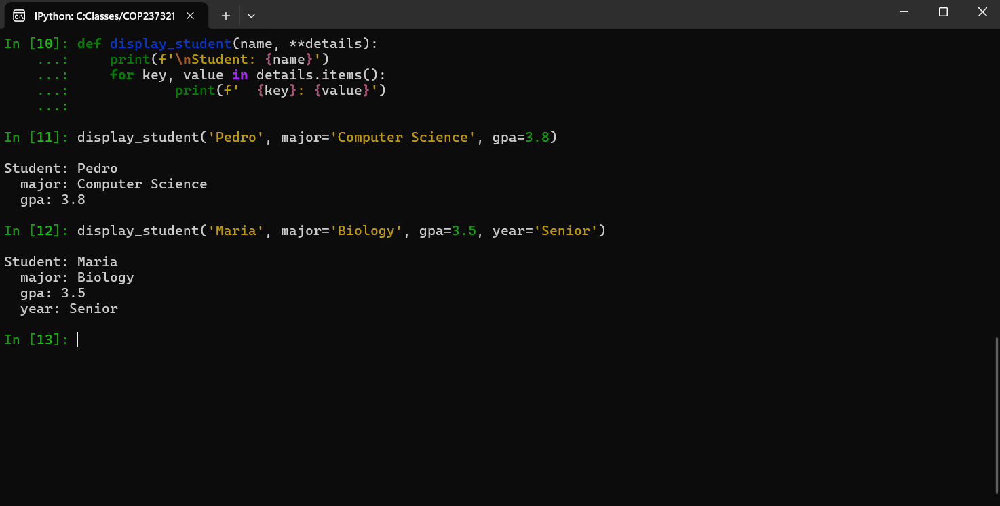 IPython: C:Classes/COP237321
In [10]: def display_student(name, **details):
    ...:     print(f'\nStudent: {name}')
    ...:     for key, value in details.items():
    ...:             print(f'  {key}: {value}')
    ...:
In [11]: display_student('Pedro', major='Computer Science', gpa=3.8)
Student: Pedro
  major: Computer Science
  gpa: 3.8
In [12]: display_student('Maria', major='Biology', gpa=3.5, year='Senior')
Student: Maria
  major: Biology
  gpa: 3.5
  year: Senior
In [13]: